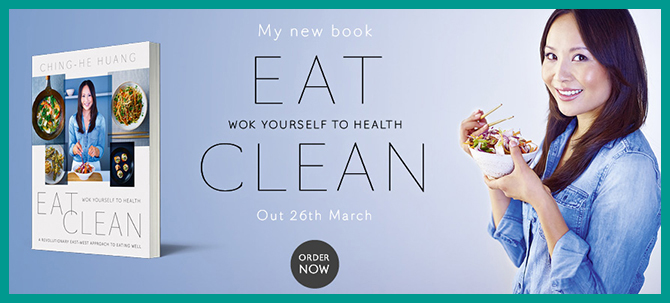 CHING-HE HUANG
EAT
WOK YOURSELF TO HEALTH
CLEAN
A REVOLUTIONARY EAST-WEST APPROACH TO EATING WELL
My new book
EAT
WOK YOURSELF TO HEALTH
CLEAN
Out 26th March
ORDER
NOW